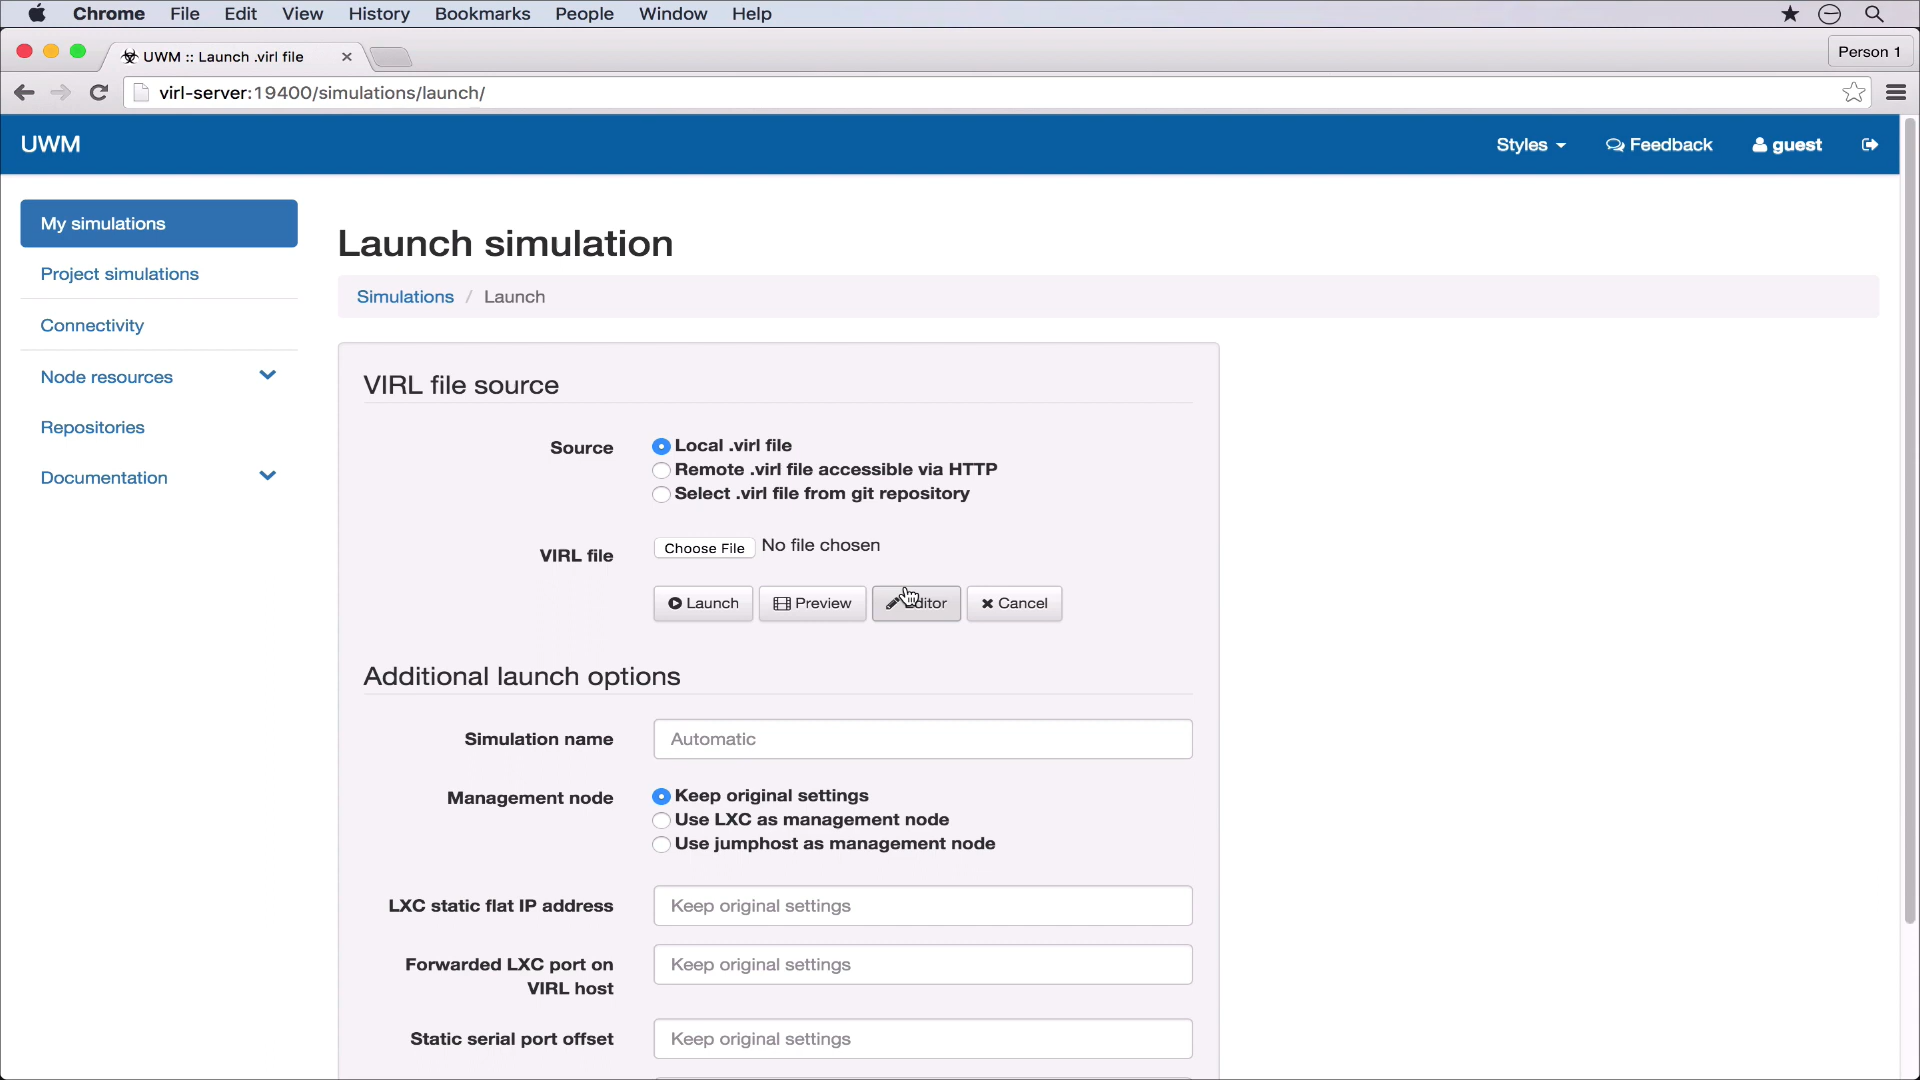 Chrome File Edit View History Bookmarks People Window Help
UWM :: Launch .virl file
Person 1
virl-server:19400/simulations/launch/
UWM
Styles
Feedback
guest
My simulations
Project simulations
Connectivity
Node resources
Repositories
Documentation
Launch simulation
Simulations / Launch
VIRL file source
Source
Local .virl file
Remote .virl file accessible via HTTP
Select .virl file from git repository
VIRL file
Choose File No file chosen
Launch Preview Editor Cancel
Additional launch options
Simulation name
Automatic
Management node
Keep original settings
Use LXC as management node
Use jumphost as management node
LXC static flat IP address
Keep original settings
Forwarded LXC port on
VIRL host
Keep original settings
Static serial port offset
Keep original settings